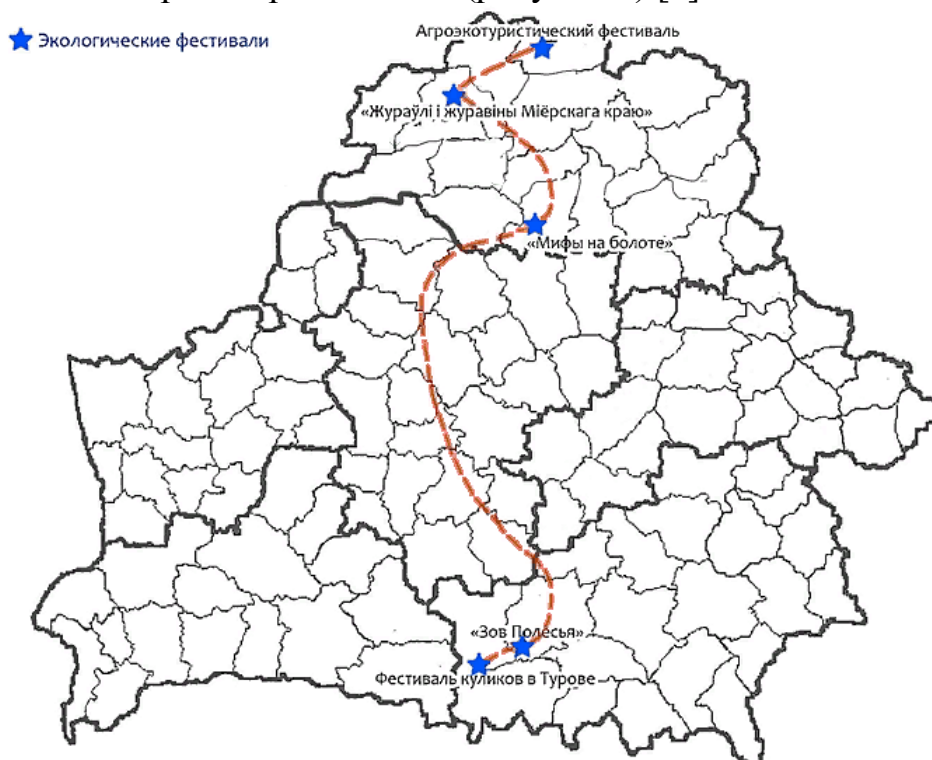 Экологические фестивали
Агроэкотуристический фестиваль
«Жураўлі і журавіны Міёрскага краю»
«Мифы на болоте»
«Зов Полесья»
Фестиваль куликов в Турове